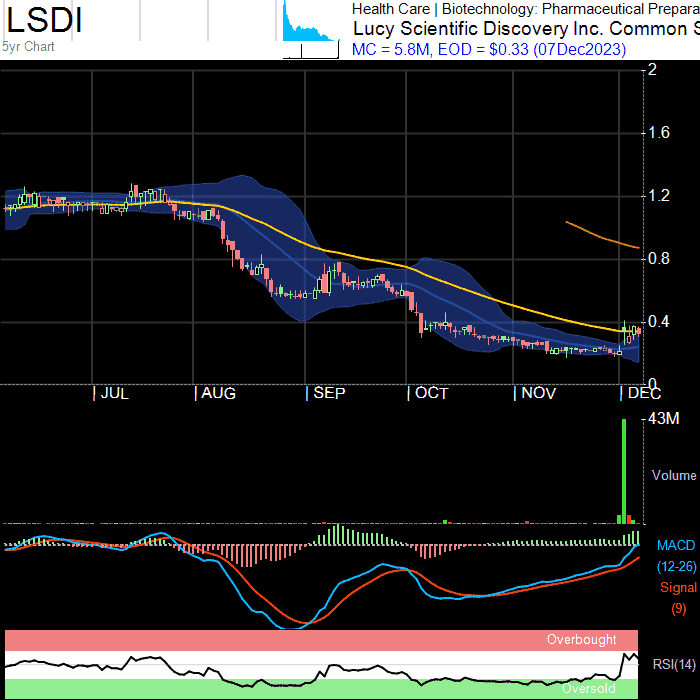 LSDI
5yr Chart
Health Care | Biotechnology: Pharmaceutical Prepara
Lucy Scientific Discovery Inc. Common S
MC = 5.8M, EOD = $0.33 (07Dec2023)
2
1.6
1.2
0.8
0.4
0
JUL AUG SEP OCT NOV DEC
43M
Volume
MACD
(12-26)
Signal
(9)
Overbought
RSI(14)
Oversold